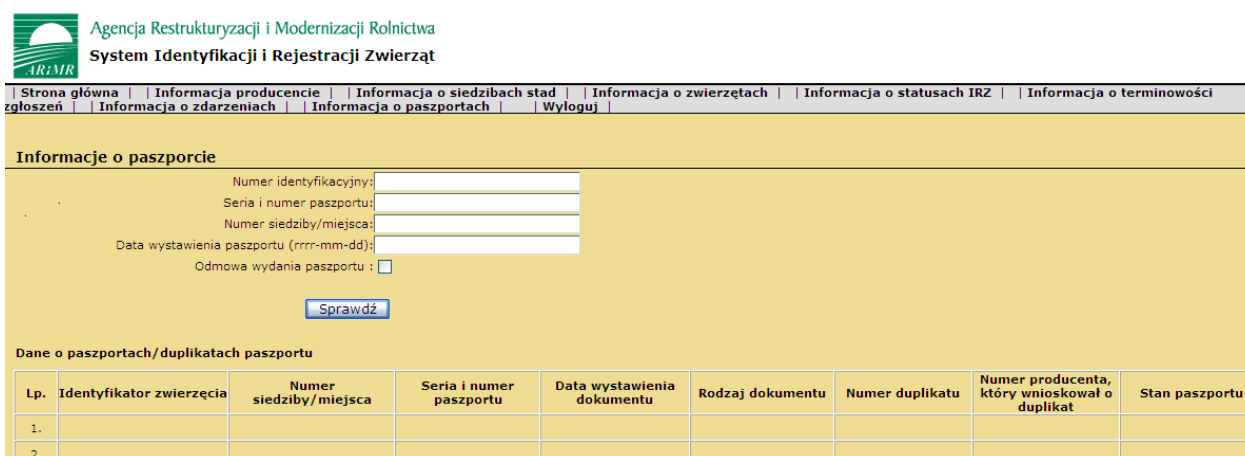 Agencja Restrukturyzacji i Modernizacji Rolnictwa
System Identyfikacji i Rejestracji Zwierząt
ARiMR
| Strona główna | | Informacja producencie | | Informacja o siedzibach stad | | Informacja o zwierzętach | | Informacja o statusach IRZ | | Informacja o terminowości
zgłoszeń | | Informacja o zdarzeniach | | Informacja o paszportach | | Wyloguj |
Informacje o paszporcie
Numer identyfikacyjny:
Seria i numer paszportu:
Numer siedziby/miejsca:
Data wystawienia paszportu (rrrr-mm-dd):
Odmowa wydania paszportu :
Sprawdź
Dane o paszportach/duplikatach paszportu
Lp. Identyfikator zwierzęcia Numer siedziby/miejsca Seria i numer paszportu Data wystawienia dokumentu Rodzaj dokumentu Numer duplikatu Numer producenta, który wnioskował o duplikat Stan paszportu
1.
2.